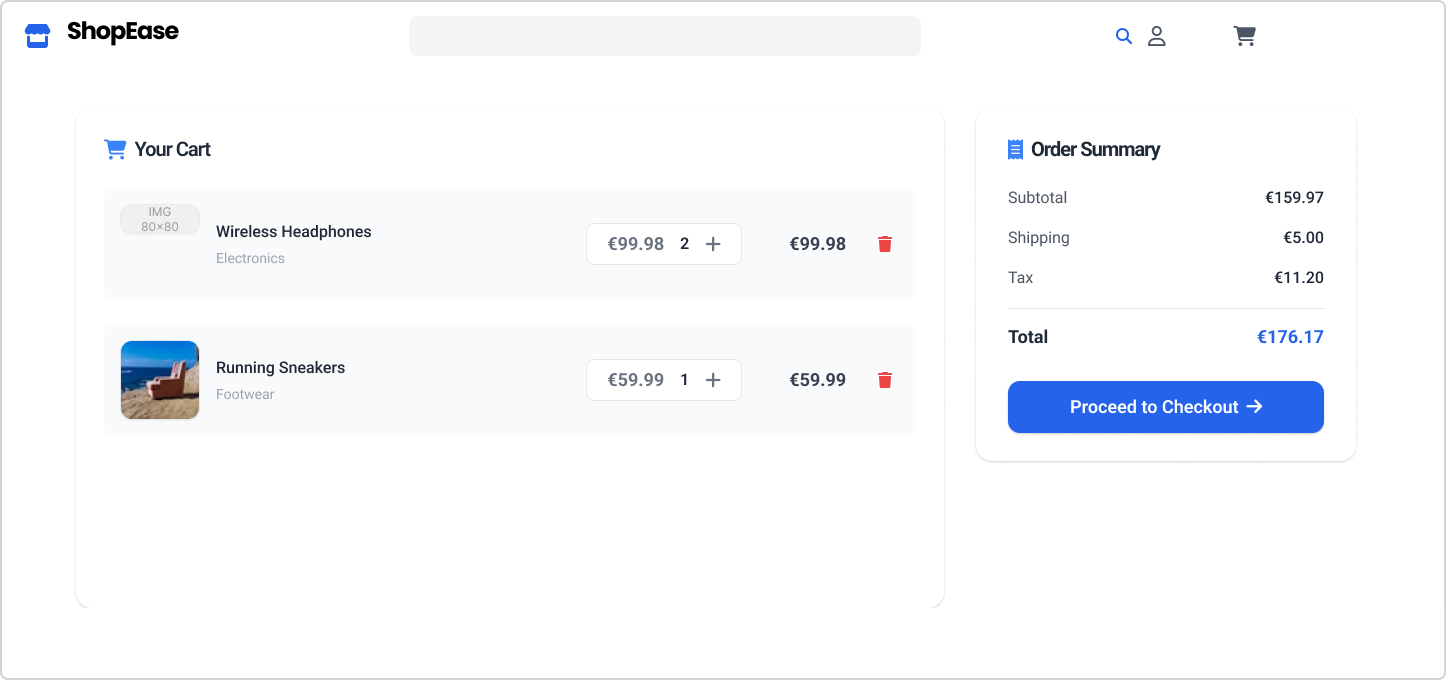 ShopEase
Your Cart
IMG
80×80
Wireless Headphones
Electronics
€99.98 2 +
€99.98
Running Sneakers
Footwear
€59.99 1 +
€59.99
Order Summary
Subtotal €159.97
Shipping €5.00
Tax €11.20
Total €176.17
Proceed to Checkout →